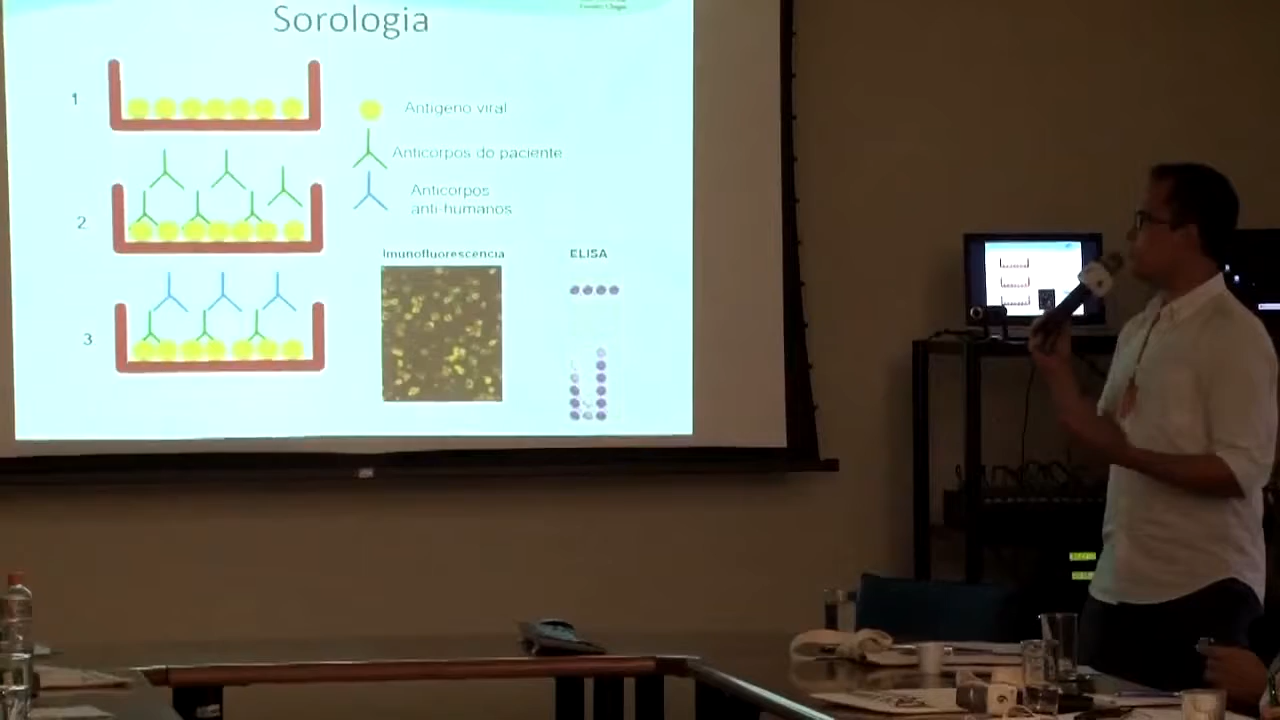 Sorologia
1
Antígeno viral
Anticorpos do paciente
2
Anticorpos
anti-humanos
Imunofluorescência
ELISA
3